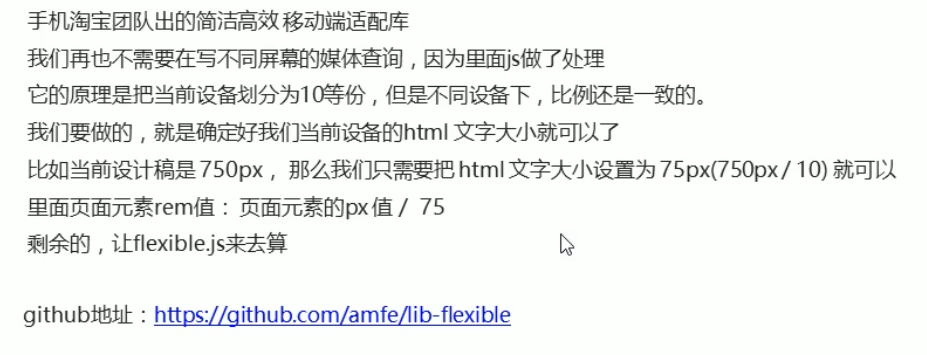 手机淘宝团队出的简洁高效 移动端适配库
我们再也不需要在写不同屏幕的媒体查询，因为里面js做了处理
它的原理是把当前设备划分为10等份，但是不同设备下，比例还是一致的。
我们要做的，就是确定好我们当前设备的html 文字大小就可以了
比如当前设计稿是 750px， 那么我们只需要把 html 文字大小设置为 75px(750px / 10) 就可以
里面页面元素rem值： 页面元素的px 值 / 75
剩余的，让flexible.js来去算
github地址：https://github.com/amfe/lib-flexible